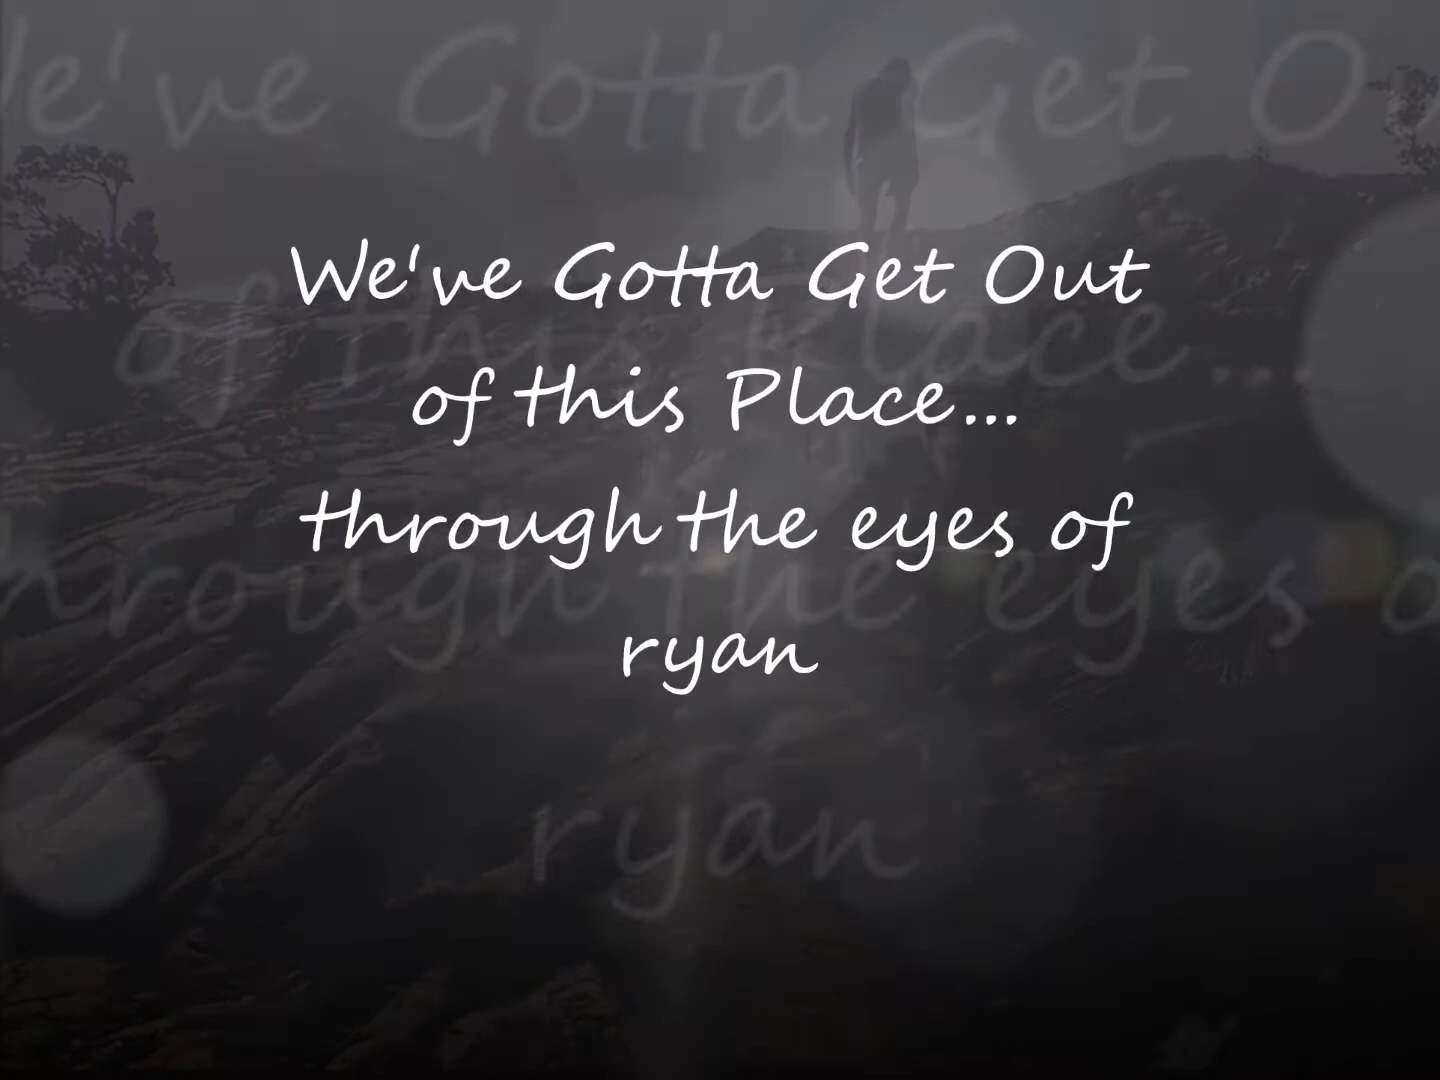 We've Gotta Get Out
of this Place...
through the eyes of
ryan